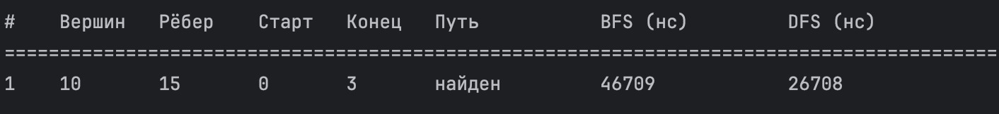 # Вершин Рёбер Старт Конец Путь BFS (нс) DFS (нс)
==========================================================================================
1 10 15 0 3 найден 46709 26708